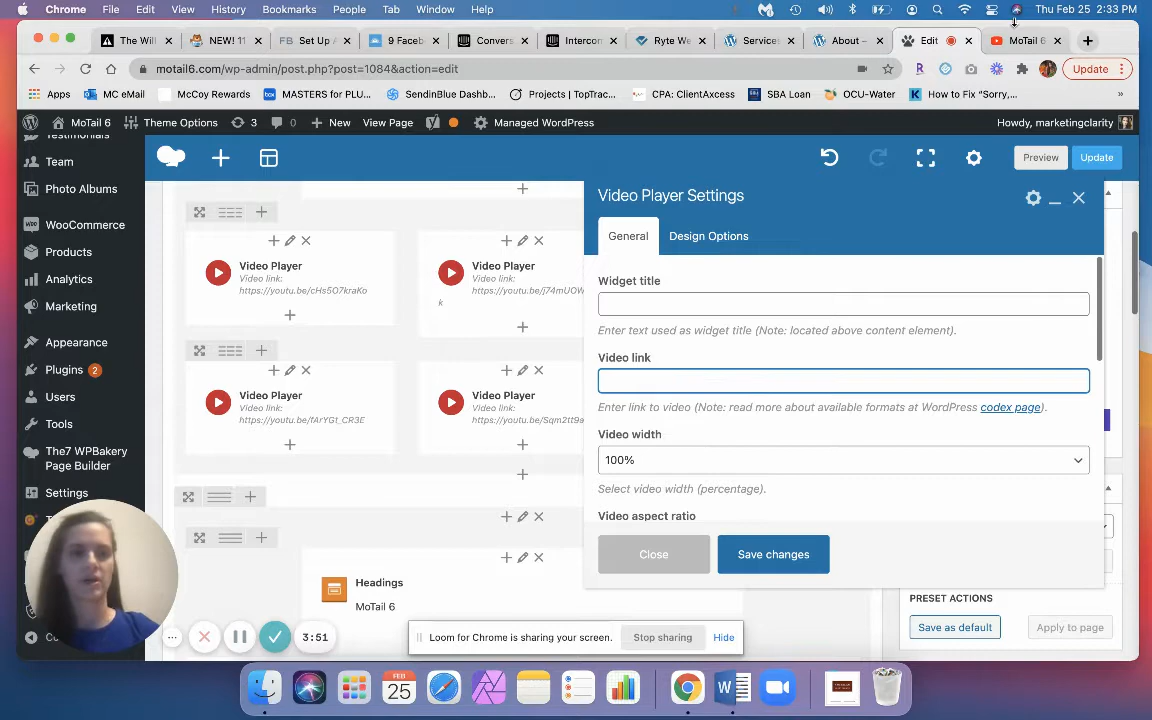 Chrome File Edit View History Bookmarks People Tab Window Help Thu Feb 25 2:33 PM
The Will NEW! 11 Set Up A 9 Faceb Convers Intercon Ryte We Services About – Edit MoTail 6
motail6.com/wp-admin/post.php?post=1084&action=edit Update
Apps MC eMail McCoy Rewards MASTERS for PLU... SendinBlue Dashb... Projects | TopTrac... CPA: ClientAxcess SBA Loan OCU-Water How to Fix "Sorry,... »
MoTail 6 Theme Options 3 0 New View Page Managed WordPress Howdy, marketingclarity
Testimonials
Team
Photo Albums
WooCommerce
Products
Analytics
Marketing
Appearance
Plugins 2
Users
Tools
The7 WPBakery
Page Builder
Settings
Preview Update
Video Player
Video link:
https://youtu.be/cHs5O7kraKo
Video Player
Video link:
https://youtu.be/j74mUOW
k
Video Player
Video link:
https://youtu.be/fArYGt_CR3E
Video Player
Video link:
https://youtu.be/Sqm2tt9a
Headings
MoTail 6
Video Player Settings
General Design Options
Widget title
Enter text used as widget title (Note: located above content element).
Video link
Enter link to video (Note: read more about available formats at WordPress codex page).
Video width
100%
Select video width (percentage).
Video aspect ratio
Close Save changes
PRESET ACTIONS
Save as default Apply to page
3:51
Loom for Chrome is sharing your screen. Stop sharing Hide
FEB
25